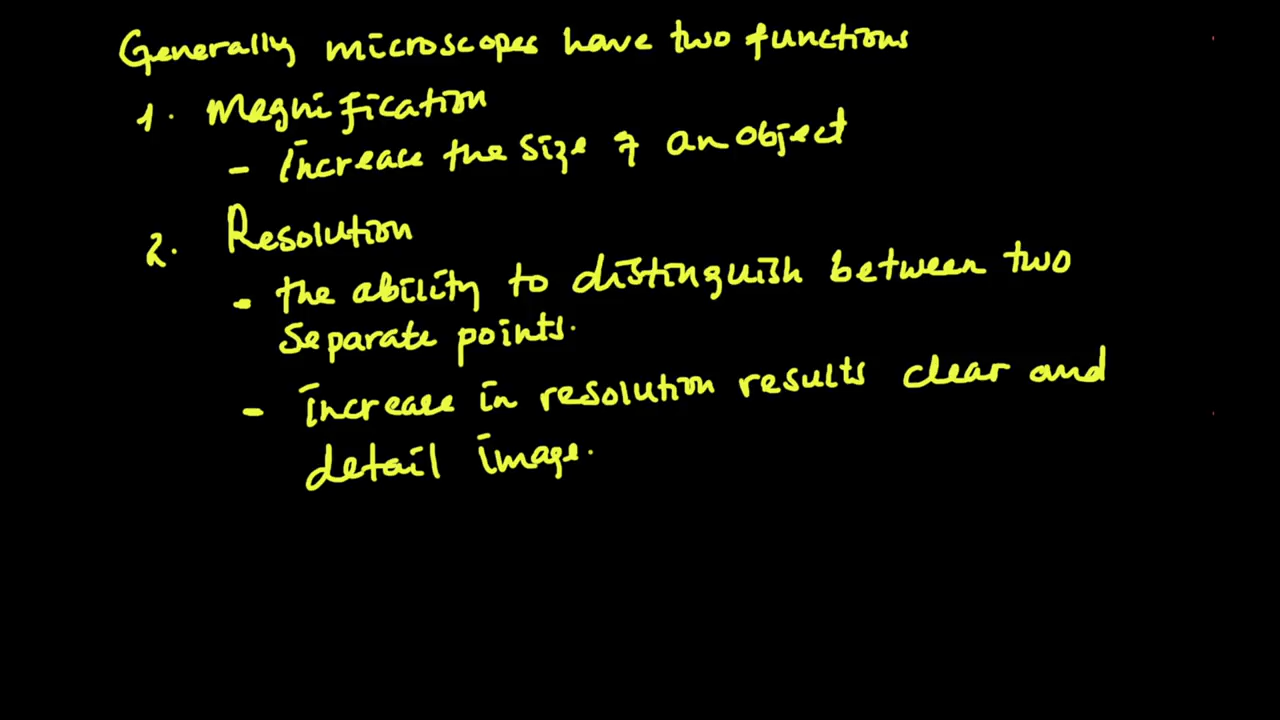 Generally microscopes have two functions
1. Magnification
- Increase the size of an object
2. Resolution
- the ability to distinguish between two
separate points.
- increase in resolution results clear and
detail image.